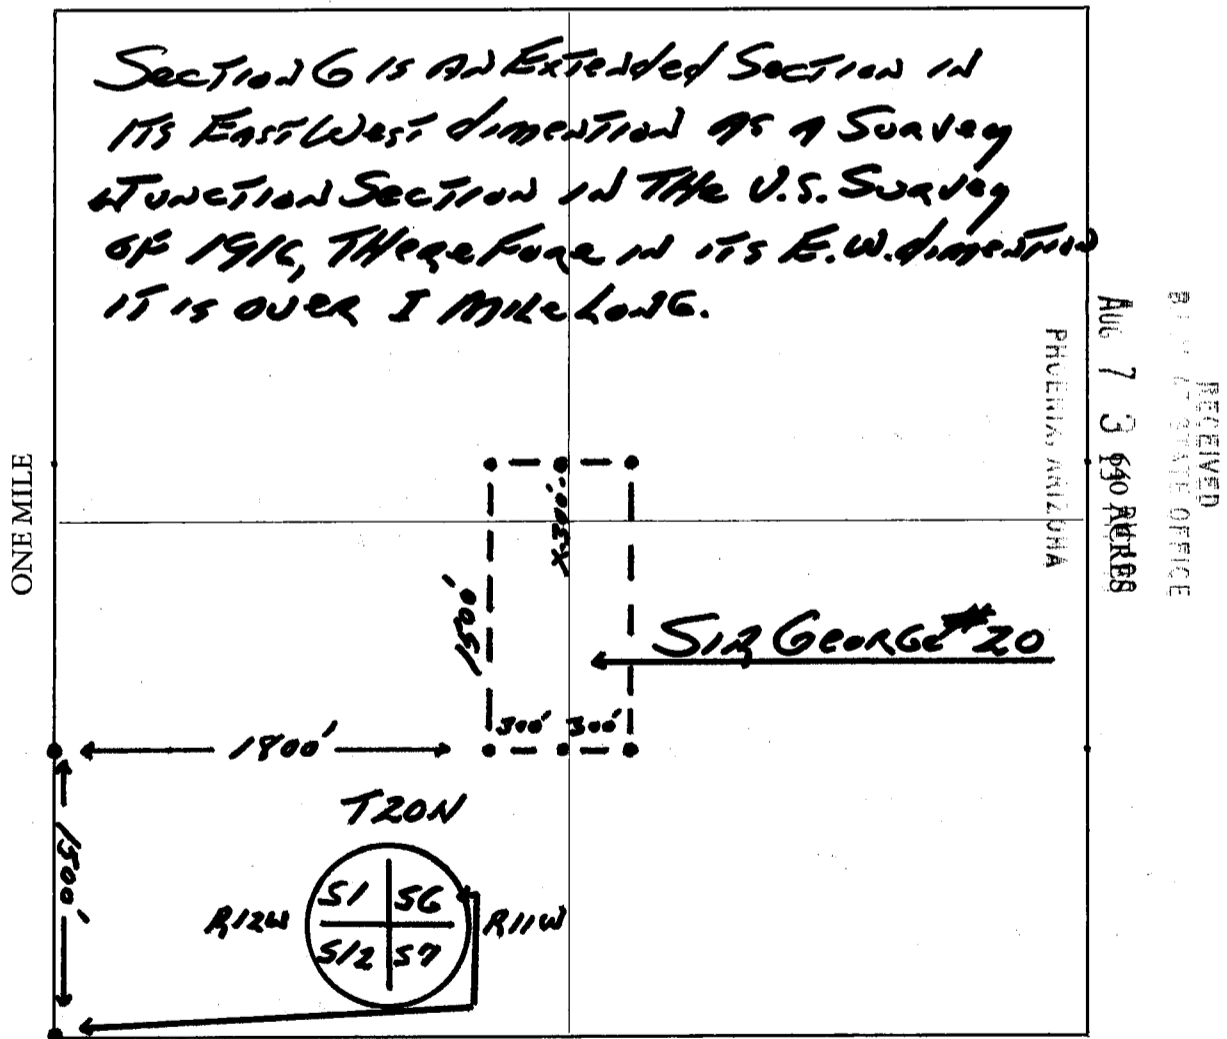 Section 6 is an Extended Section in
its East West dimention as a Survey
Junction Section in the U.S. Survey
of 1916, therefore in its E.W. dimention
it is over 1 mile long.
ONE MILE
RECEIVED
STATE OFFICE
AUG 7 3
640 ACRES
PHOENIX, ARIZONA
X-300'
1500'
SIR GEORGE #20
300' 300'
1800'
1500'
T20N
S1 S6
R12W R11W
S12 S7